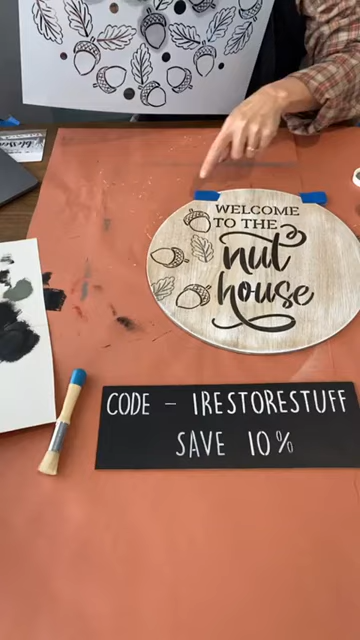 WELCOME
TO THE
nut
house
CODE - IRESTORESTUFF
SAVE 10%